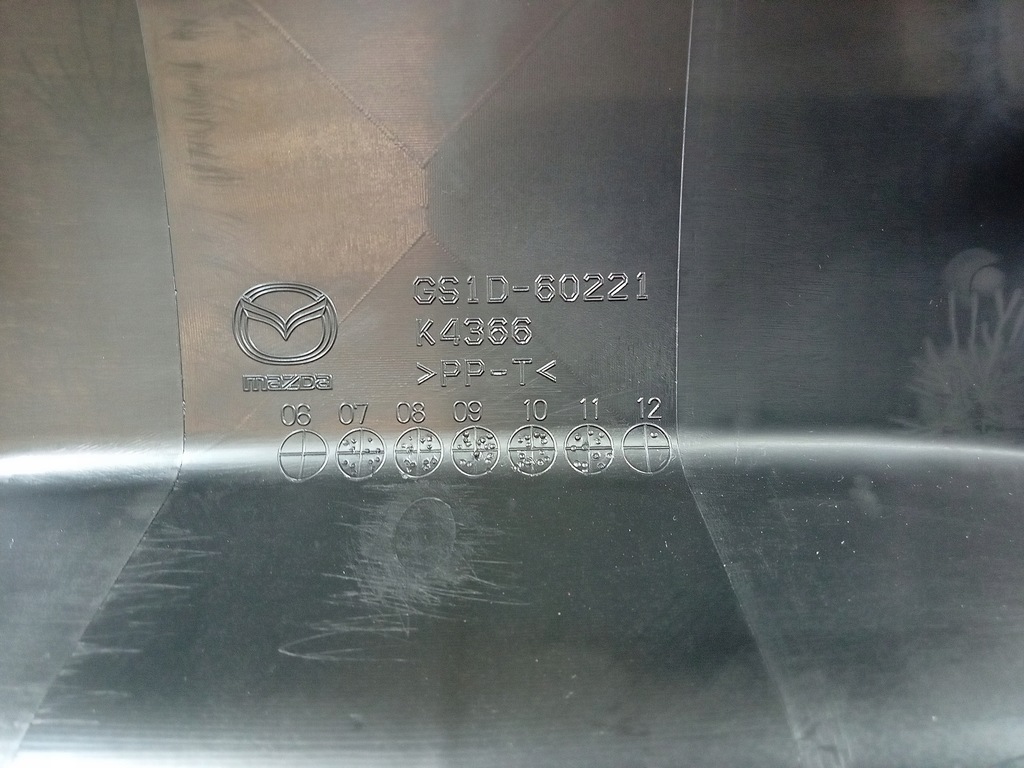 GS1D-60221
K4366
>PP-T<
mazda
06 07 08 09 10 11 12